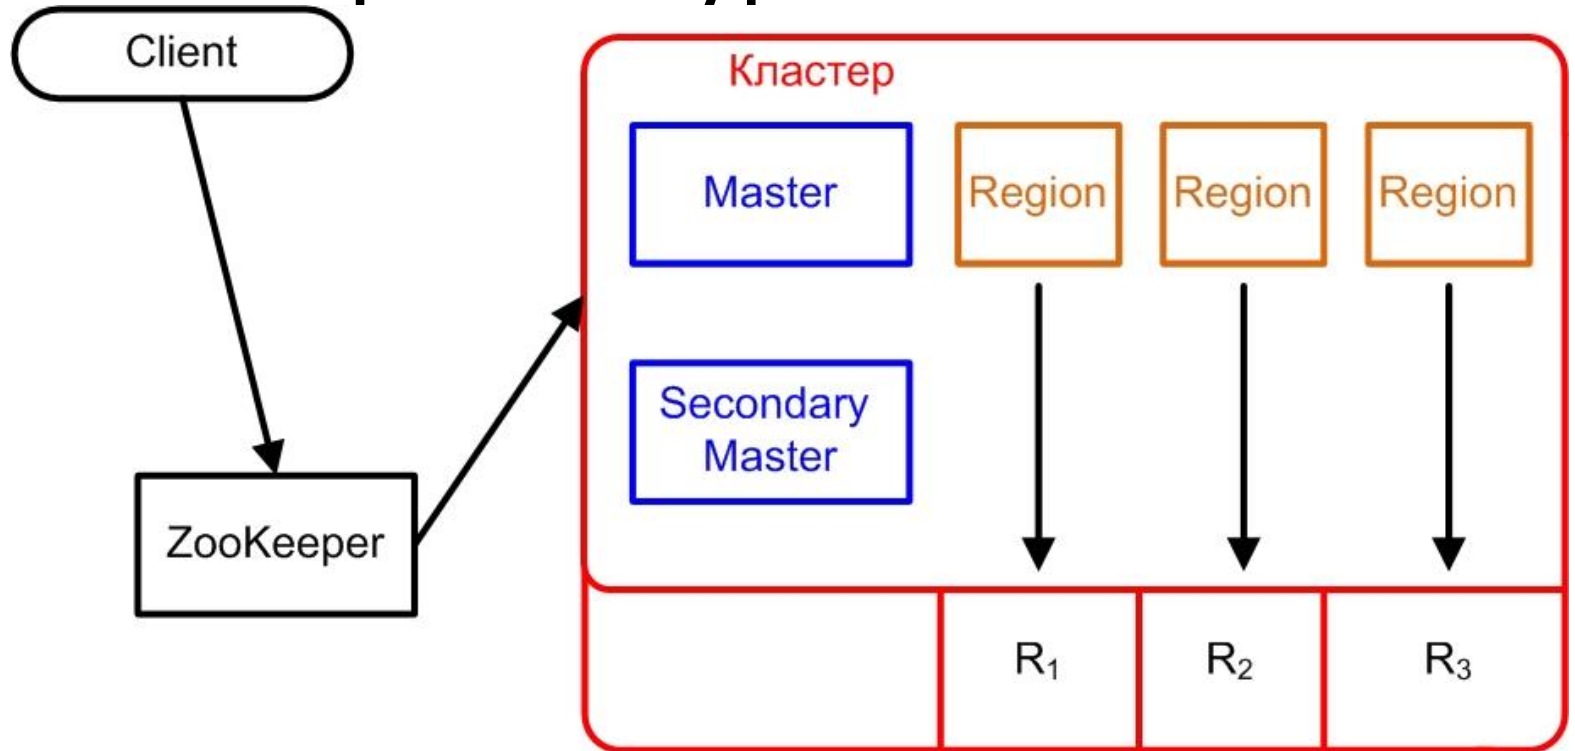 Client
Кластер
Master
Region
Region
Region
Secondary
Master
ZooKeeper
R₁
R₂
R₃